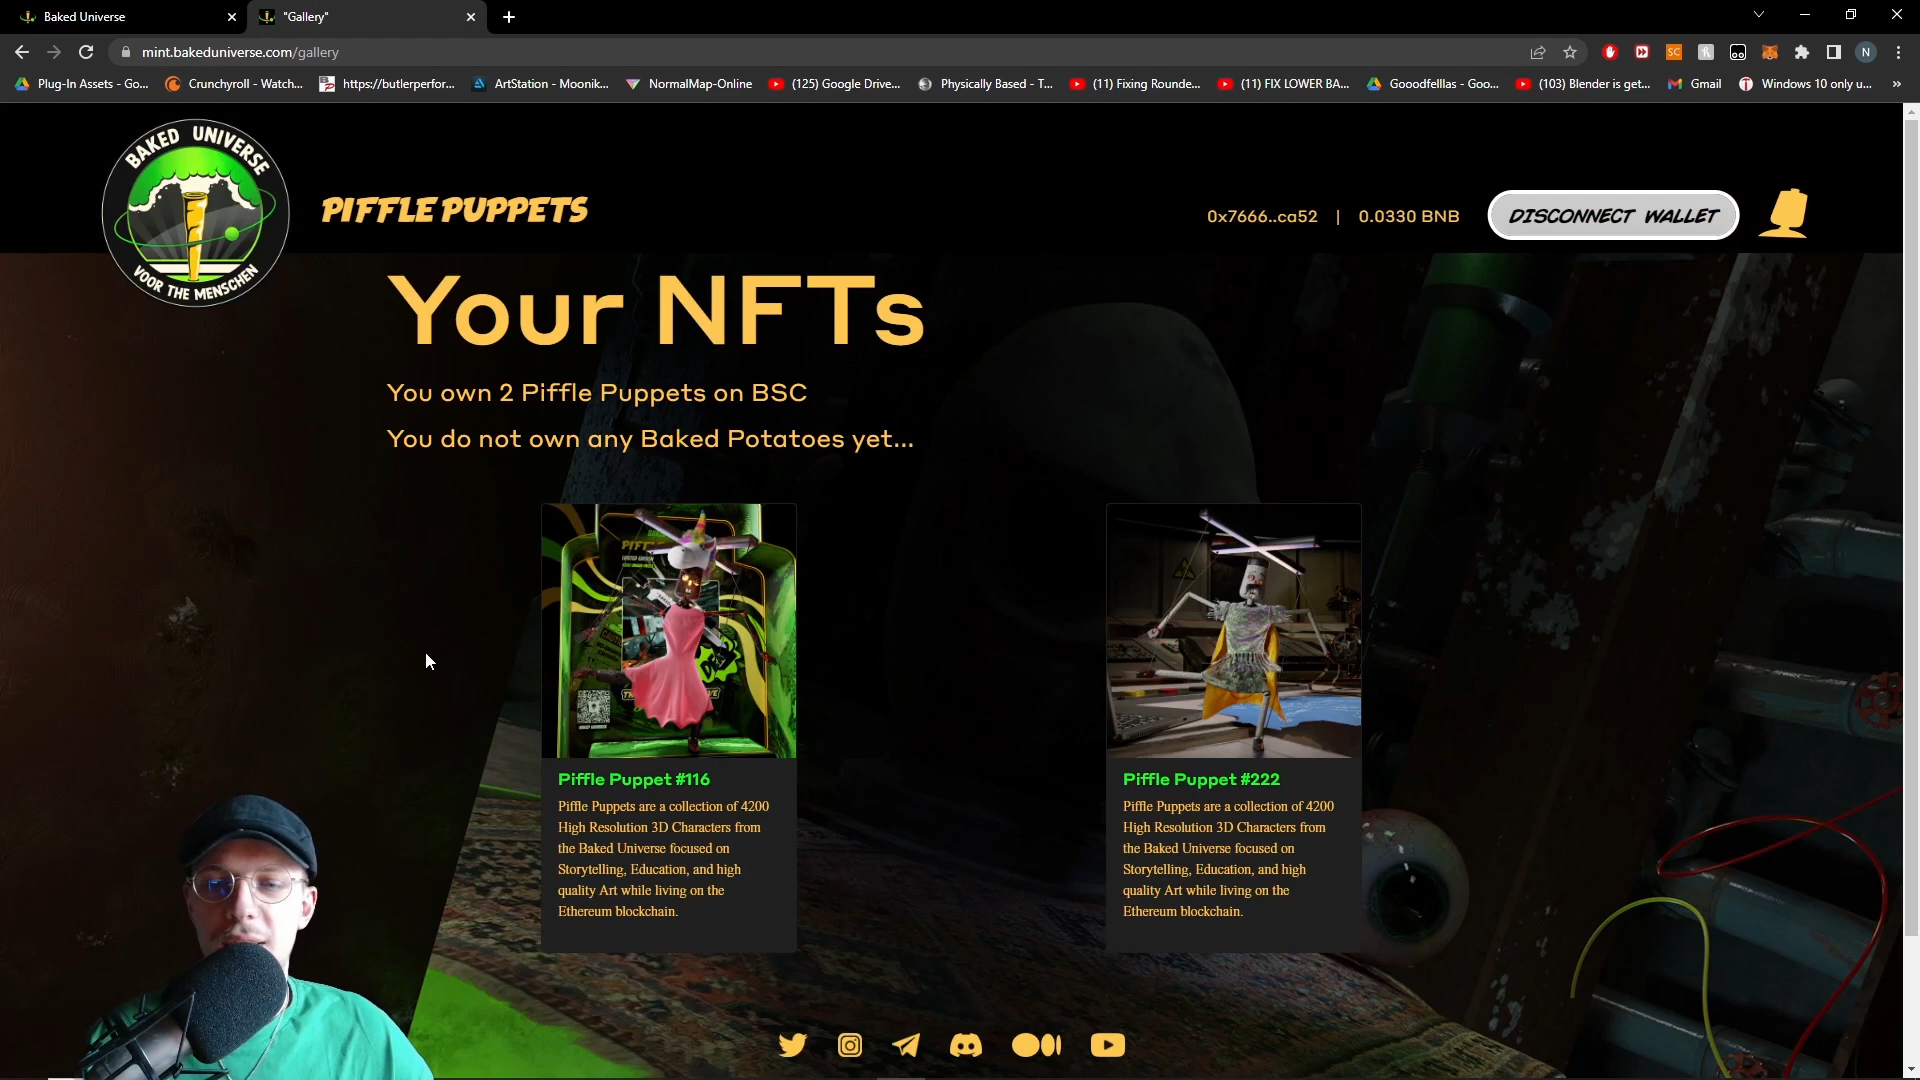 Baked Universe
"Gallery"
mint.bakeduniverse.com/gallery
N
Plug-In Assets - Go...
Crunchyroll - Watch...
https://butlerperfor...
ArtStation - Moonik...
NormalMap-Online
(125) Google Drive...
Physically Based - T...
(11) Fixing Rounde...
(11) FIX LOWER BA...
Gooodfelllas - Goo...
(103) Blender is get...
Gmail
Windows 10 only u...
BAKED UNIVERSE
VOOR THE MENSCHEN
PIFFLE PUPPETS
0x7666..ca52 | 0.0330 BNB
DISCONNECT WALLET
Your NFTs
You own 2 Piffle Puppets on BSC
You do not own any Baked Potatoes yet...
Piffle Puppet #116
Piffle Puppets are a collection of 4200
High Resolution 3D Characters from
the Baked Universe focused on
Storytelling, Education, and high
quality Art while living on the
Ethereum blockchain.
Piffle Puppet #222
Piffle Puppets are a collection of 4200
High Resolution 3D Characters from
the Baked Universe focused on
Storytelling, Education, and high
quality Art while living on the
Ethereum blockchain.